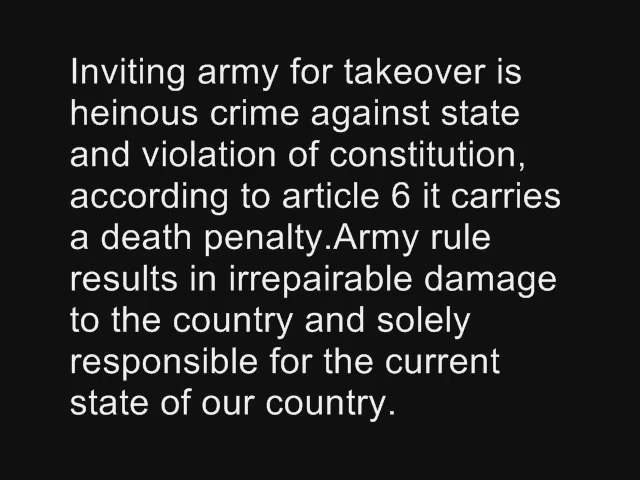 Inviting army for takeover is
heinous crime against state
and violation of constitution,
according to article 6 it carries
a death penalty.Army rule
results in irrepairable damage
to the country and solely
responsible for the current
state of our country.